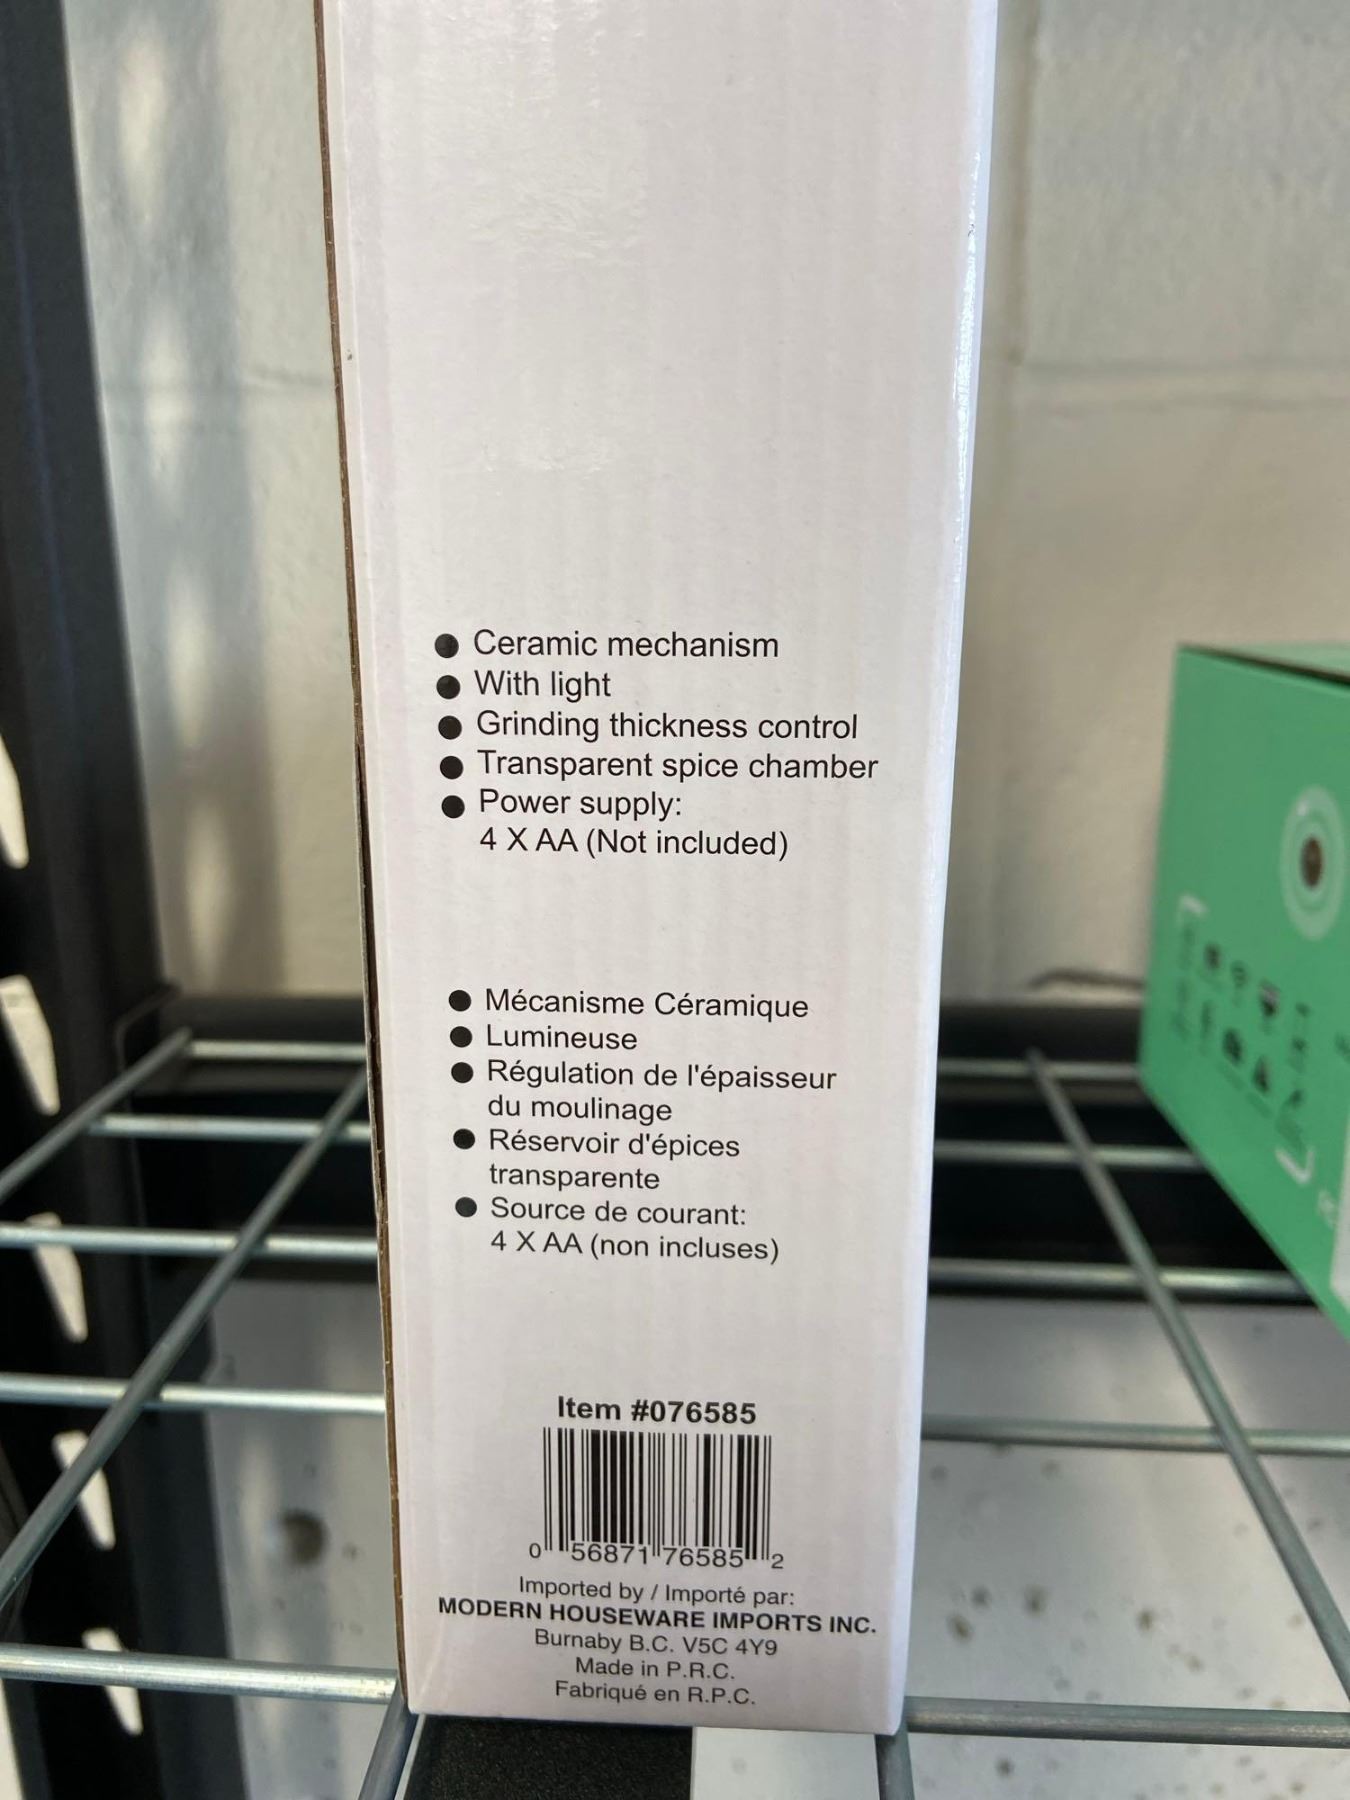 ● Ceramic mechanism
● With light
● Grinding thickness control
● Transparent spice chamber
● Power supply:
4 X AA (Not included)
● Mécanisme Céramique
● Lumineuse
● Régulation de l'épaisseur
du moulinage
● Réservoir d'épices
transparente
● Source de courant:
4 X AA (non incluses)
Item #076585
0 56871 76585 2
Imported by / Importé par:
MODERN HOUSEWARE IMPORTS INC.
Burnaby B.C. V5C 4Y9
Made in P.R.C.
Fabriqué en R.P.C.